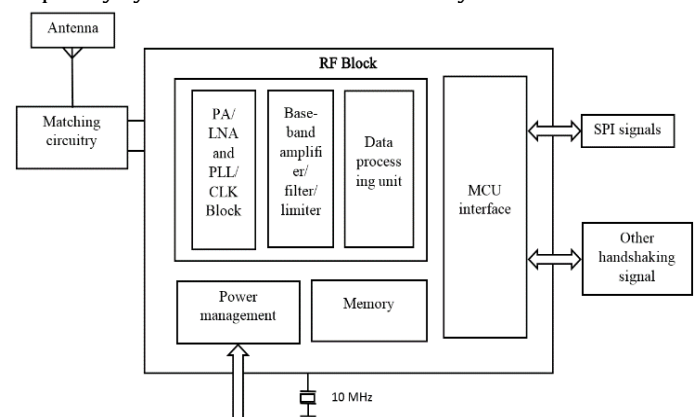 Antenna
RF Block
Matching
circuitry
PA/
LNA
and
PLL/
CLK
Block
Base-
band
amplifi
er/
filter/
limiter
Data
process
ing unit
MCU
interface
SPI signals
Other
handshaking
signal
Power
management
Memory
10 MHz